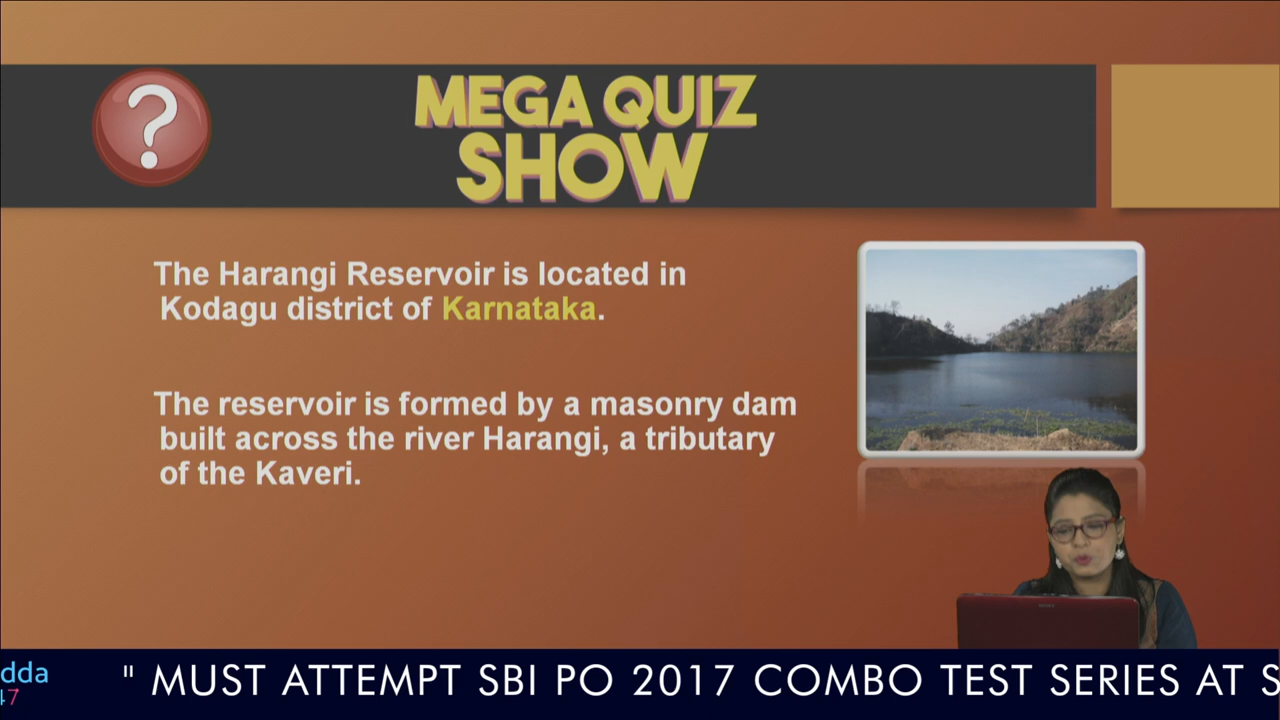 ?
MEGA QUIZ
SHOW
The Harangi Reservoir is located in
Kodagu district of Karnataka.
The reservoir is formed by a masonry dam
built across the river Harangi, a tributary
of the Kaveri.
dda
47
" MUST ATTEMPT SBI PO 2017 COMBO TEST SERIES AT S